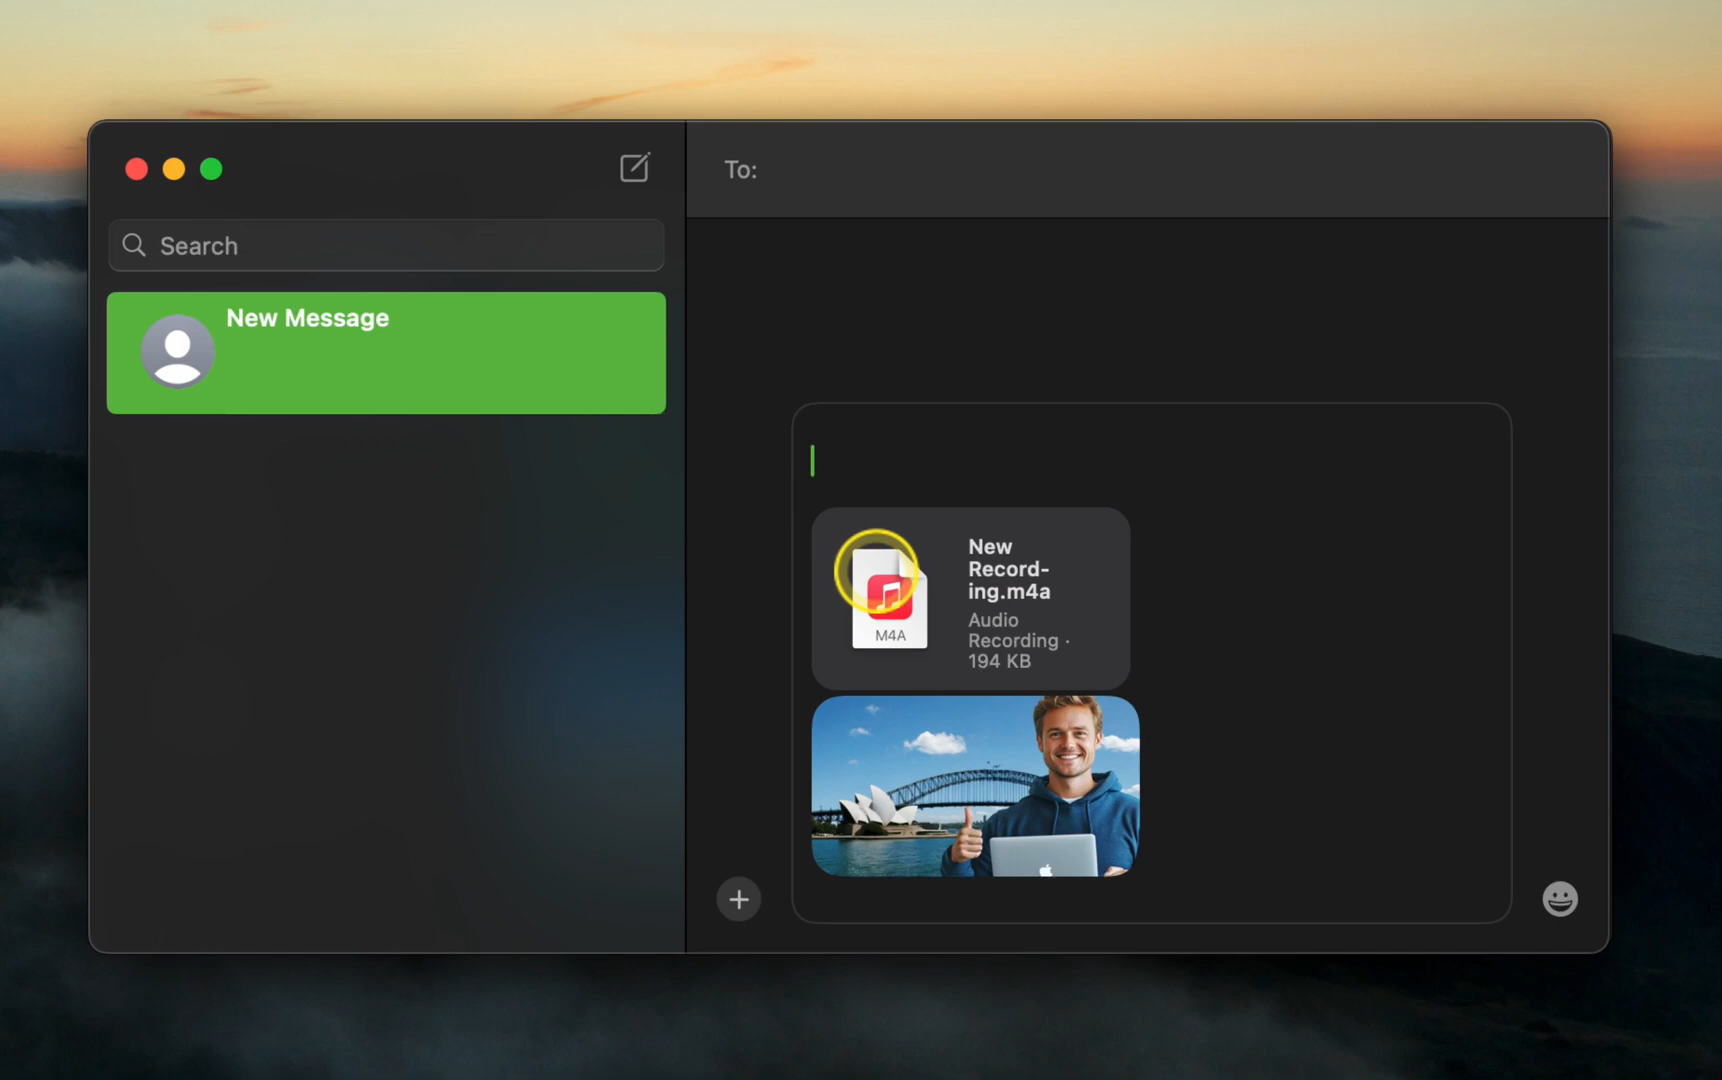 To:
Search
New Message
New
Record-
ing.m4a
Audio
Recording ·
194 KB
M4A